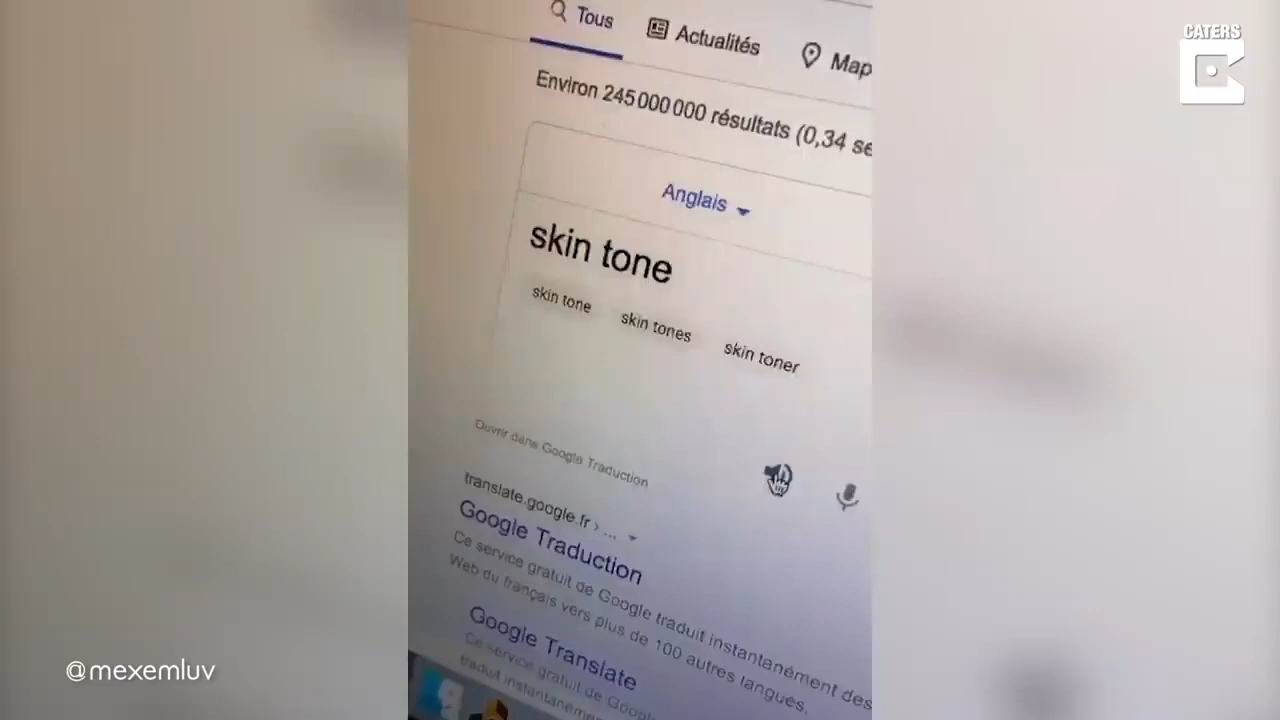 CATERS
Tous
Actualités
Map
Environ 245 000 000 résultats (0,34 se
Anglais
skin tone
skin tone
skin tones
skin toner
Ouvrir dans Google Traduction
translate.google.fr › ...
Google Traduction
Ce service gratuit de Google traduit instantanément des
Web du français vers plus de 100 autres langues.
Google Translate
Ce service gratuit de Google
traduit instantanémen
@mexemluv